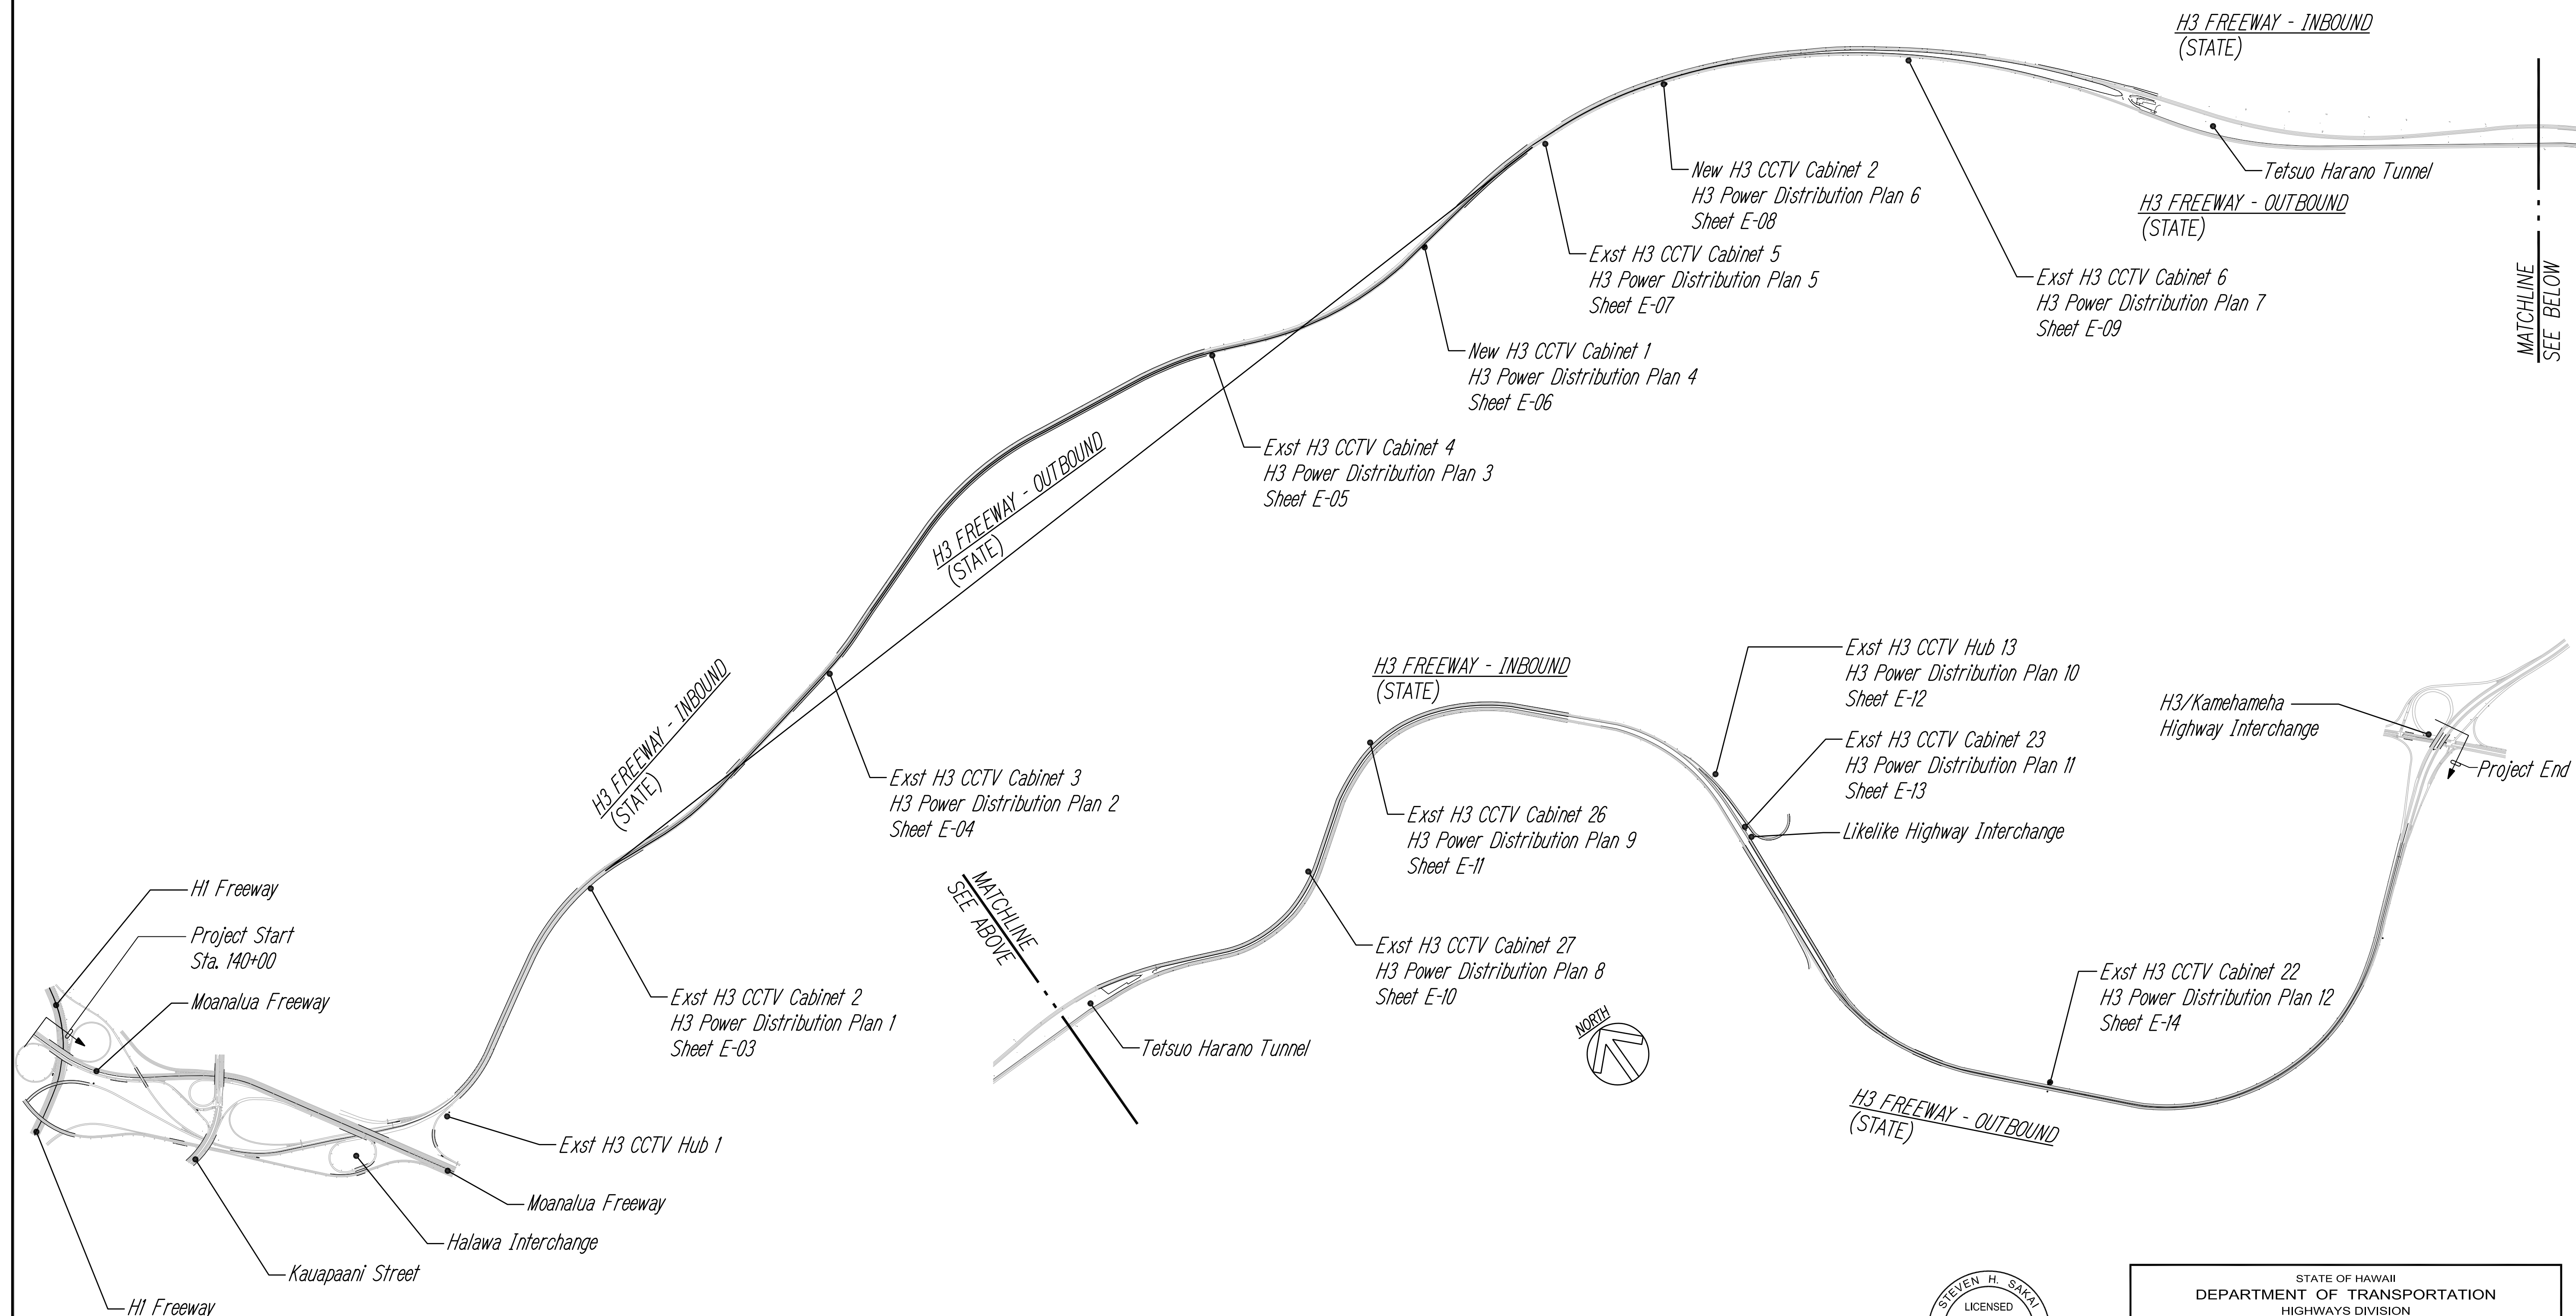 H3 FREEWAY - INBOUND
(STATE)
Tetsuo Harano Tunnel
H3 FREEWAY - OUTBOUND
(STATE)
MATCHLINE
SEE BELOW
New H3 CCTV Cabinet 2
H3 Power Distribution Plan 6
Sheet E-08
Exst H3 CCTV Cabinet 5
H3 Power Distribution Plan 5
Sheet E-07
Exst H3 CCTV Cabinet 6
H3 Power Distribution Plan 7
Sheet E-09
New H3 CCTV Cabinet 1
H3 Power Distribution Plan 4
Sheet E-06
Exst H3 CCTV Cabinet 4
H3 Power Distribution Plan 3
Sheet E-05
H3 FREEWAY - OUTBOUND
(STATE)
H3 FREEWAY - INBOUND
(STATE)
Exst H3 CCTV Cabinet 3
H3 Power Distribution Plan 2
Sheet E-04
Exst H3 CCTV Cabinet 2
H3 Power Distribution Plan 1
Sheet E-03
H1 Freeway
Project Start
Sta. 140+00
Moanalua Freeway
Exst H3 CCTV Hub 1
Moanalua Freeway
Halawa Interchange
Kauapaani Street
H1 Freeway
MATCHLINE
SEE ABOVE
Tetsuo Harano Tunnel
H3 FREEWAY - INBOUND
(STATE)
Exst H3 CCTV Cabinet 26
H3 Power Distribution Plan 9
Sheet E-11
Exst H3 CCTV Cabinet 27
H3 Power Distribution Plan 8
Sheet E-10
NORTH
Exst H3 CCTV Hub 13
H3 Power Distribution Plan 10
Sheet E-12
Exst H3 CCTV Cabinet 23
H3 Power Distribution Plan 11
Sheet E-13
Likelike Highway Interchange
H3/Kamehameha
Highway Interchange
Project End
Exst H3 CCTV Cabinet 22
H3 Power Distribution Plan 12
Sheet E-14
H3 FREEWAY - OUTBOUND
(STATE)
STEVEN H. SAKAI
LICENSED
STATE OF HAWAII
DEPARTMENT OF TRANSPORTATION
HIGHWAYS DIVISION